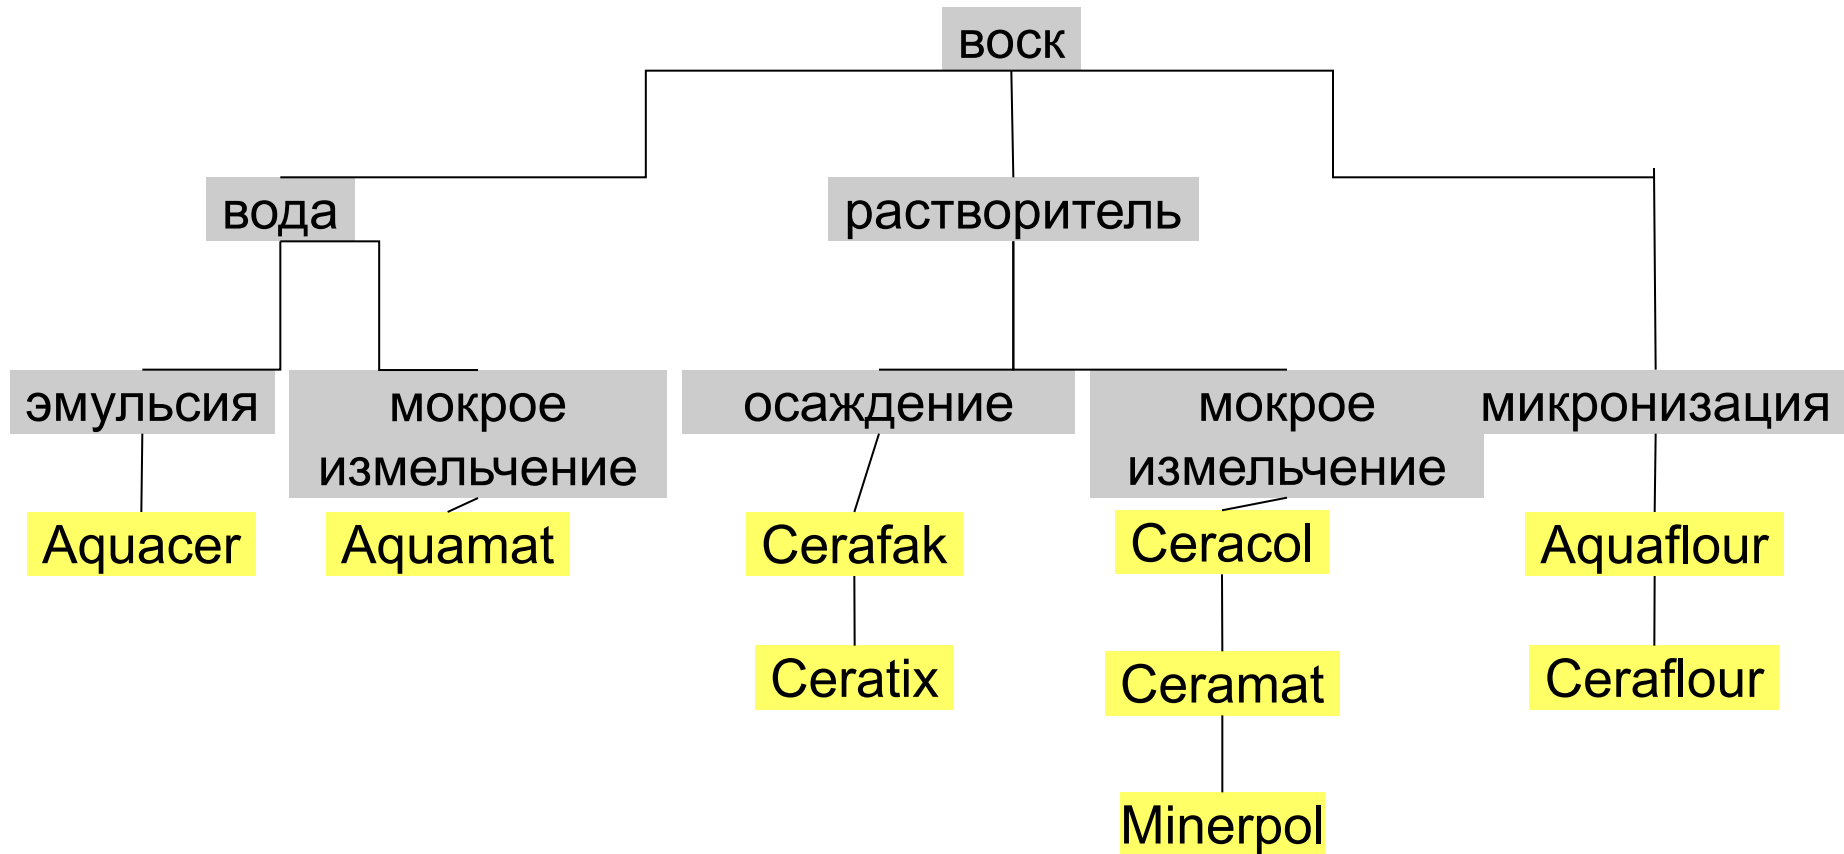 воск
вода
растворитель
эмульсия
мокрое
измельчение
осаждение
мокрое
измельчение
микронизация
Aquacer
Aquamat
Cerafak
Ceracol
Aquaflour
Ceratix
Ceramat
Ceraflour
Minerpol